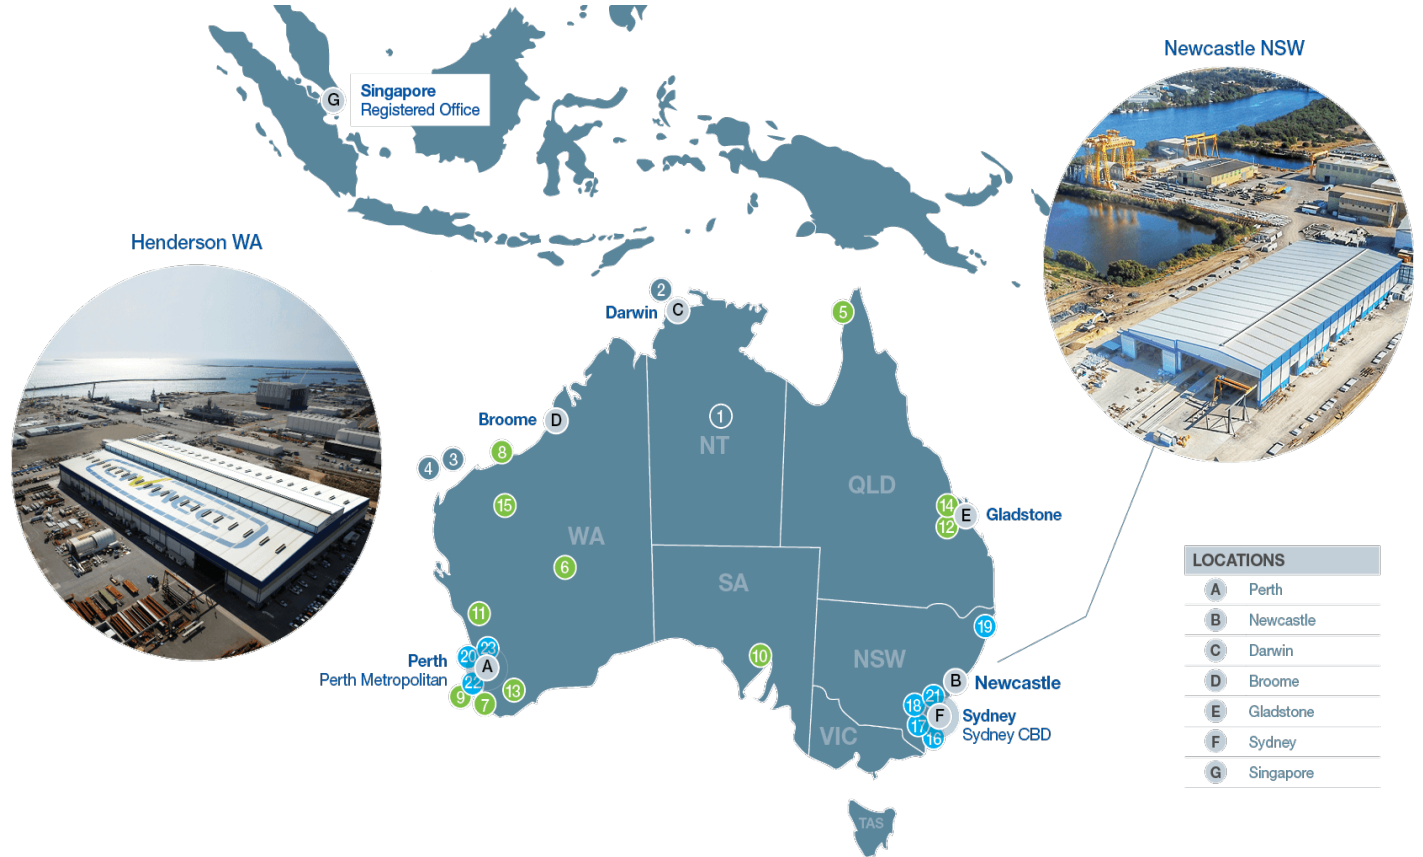 Newcastle NSW
G
Singapore
Registered Office
Henderson WA
2
Darwin
C
5
1
NT
Broome
D
8
3
4
15
QLD
14
E
Gladstone
12
WA
6
SA
11
19
23
20
Perth
A
Perth Metropolitan
22
13
9
7
10
NSW
B
Newcastle
21
18
F
Sydney
17
Sydney CBD
16
VIC
TAS
LOCATIONS
A Perth
B Newcastle
C Darwin
D Broome
E Gladstone
F Sydney
G Singapore